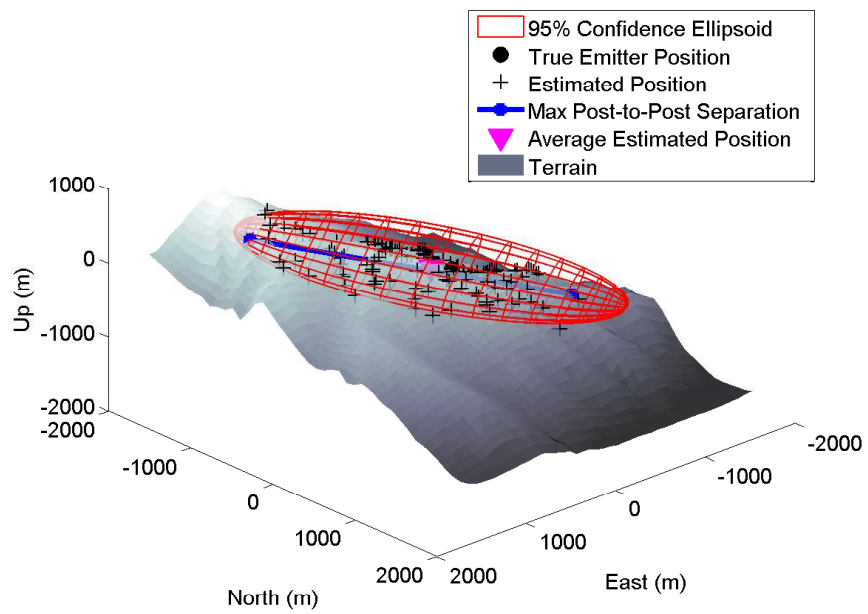 95% Confidence Ellipsoid
True Emitter Position
Estimated Position
Max Post-to-Post Separation
Average Estimated Position
Terrain
1000
0
-1000
-2000
Up (m)
-2000
-1000
0
1000
2000
North (m)
-2000
-1000
0
1000
2000
East (m)